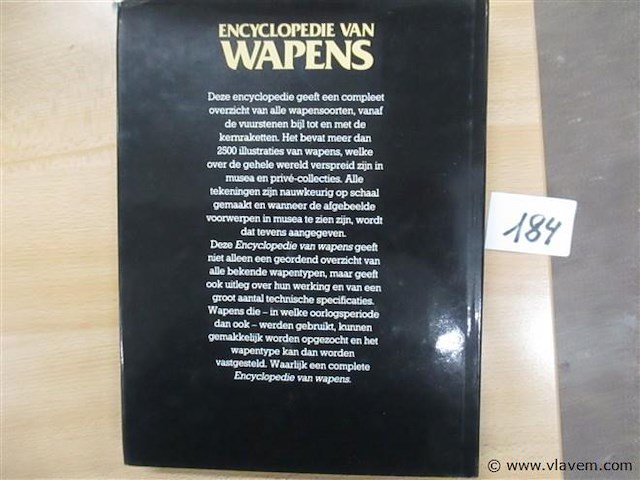 ENCYCLOPEDIE VAN
WAPENS
Deze encyclopedie geeft een compleet
overzicht van alle wapensoorten, vanaf
de vuurstenen bijl tot en met de
kernraketten. Het bevat meer dan
2500 illustraties van wapens, welke
over de gehele wereld verspreid zijn in
musea en privé-collecties. Alle
tekeningen zijn nauwkeurig op schaal
gemaakt en wanneer de afgebeelde
voorwerpen in musea te zien zijn, wordt
dat tevens aangegeven.
Deze Encyclopedie van wapens geeft
niet alleen een geordend overzicht van
alle bekende wapentypen, maar geeft
ook uitleg over hun werking en van een
groot aantal technische specificaties.
Wapens die – in welke oorlogsperiode
dan ook – werden gebruikt, kunnen
gemakkelijk worden opgezocht en het
wapentype kan dan worden
vastgesteld. Waarlijk een complete
Encyclopedie van wapens.
184
© www.vlavem.com